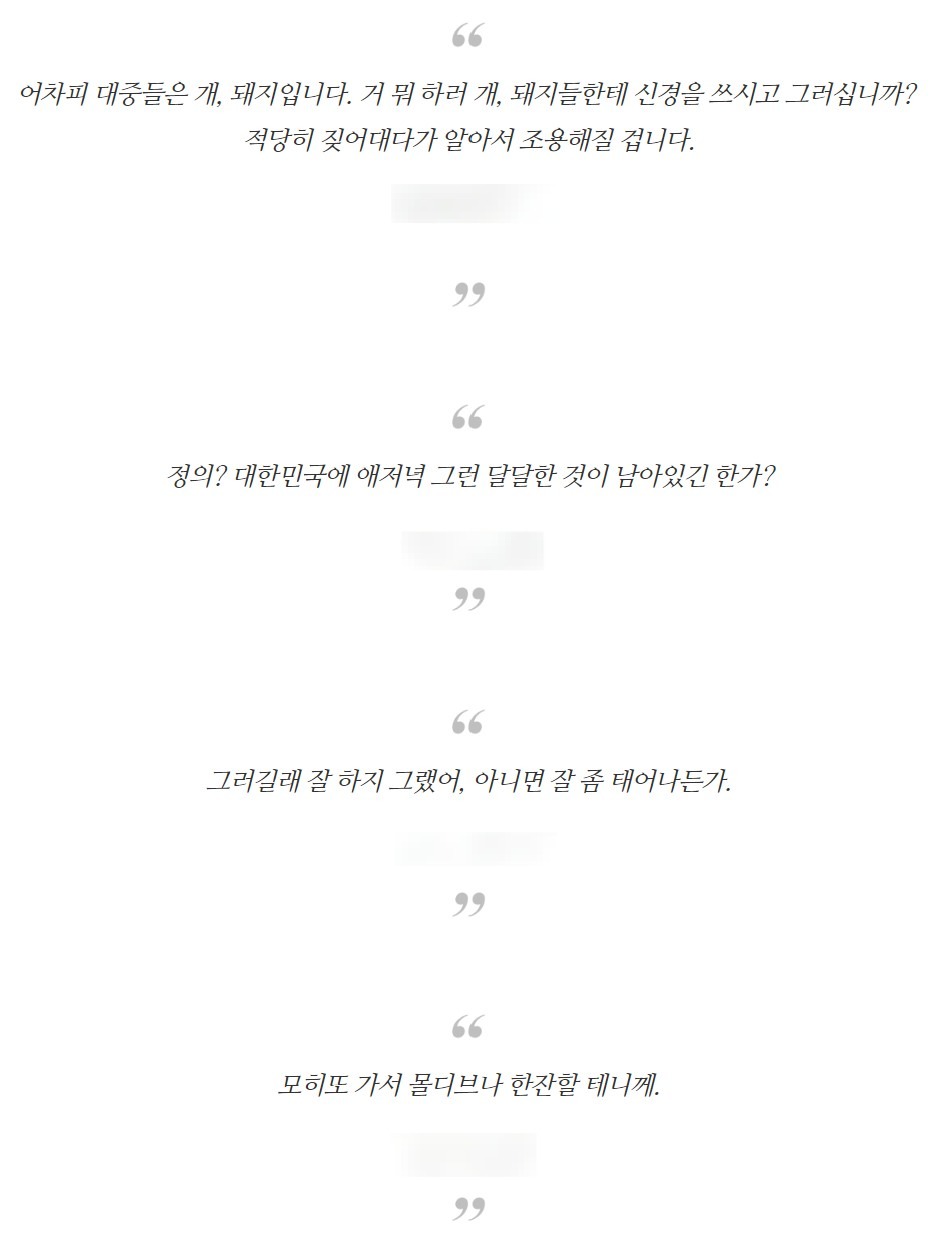 “
어차피 대중들은 개, 돼지입니다. 거 뭐 하러 개, 돼지들한테 신경을 쓰시고 그러십니까?
적당히 짖어대다가 알아서 조용해질 겁니다.
”
“
정의? 대한민국에 애저녁 그런 달달한 것이 남아있긴 한가?
”
“
그러길래 잘 하지 그랬어, 아니면 잘 좀 태어나든가.
”
“
모히또 가서 몰디브나 한잔할 테니께.
”